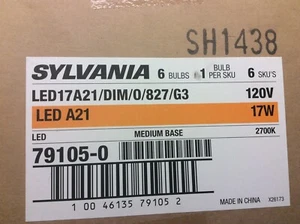 SH1438
SYLVANIA 6 BULBS 1 BULB PER SKU 6 SKU'S
LED17A21/DIM/O/827/G3 120V
LED A21 17W
LED MEDIUM BASE 2700K
79105-0
1 00 46135 79105 2
MADE IN CHINA X26173